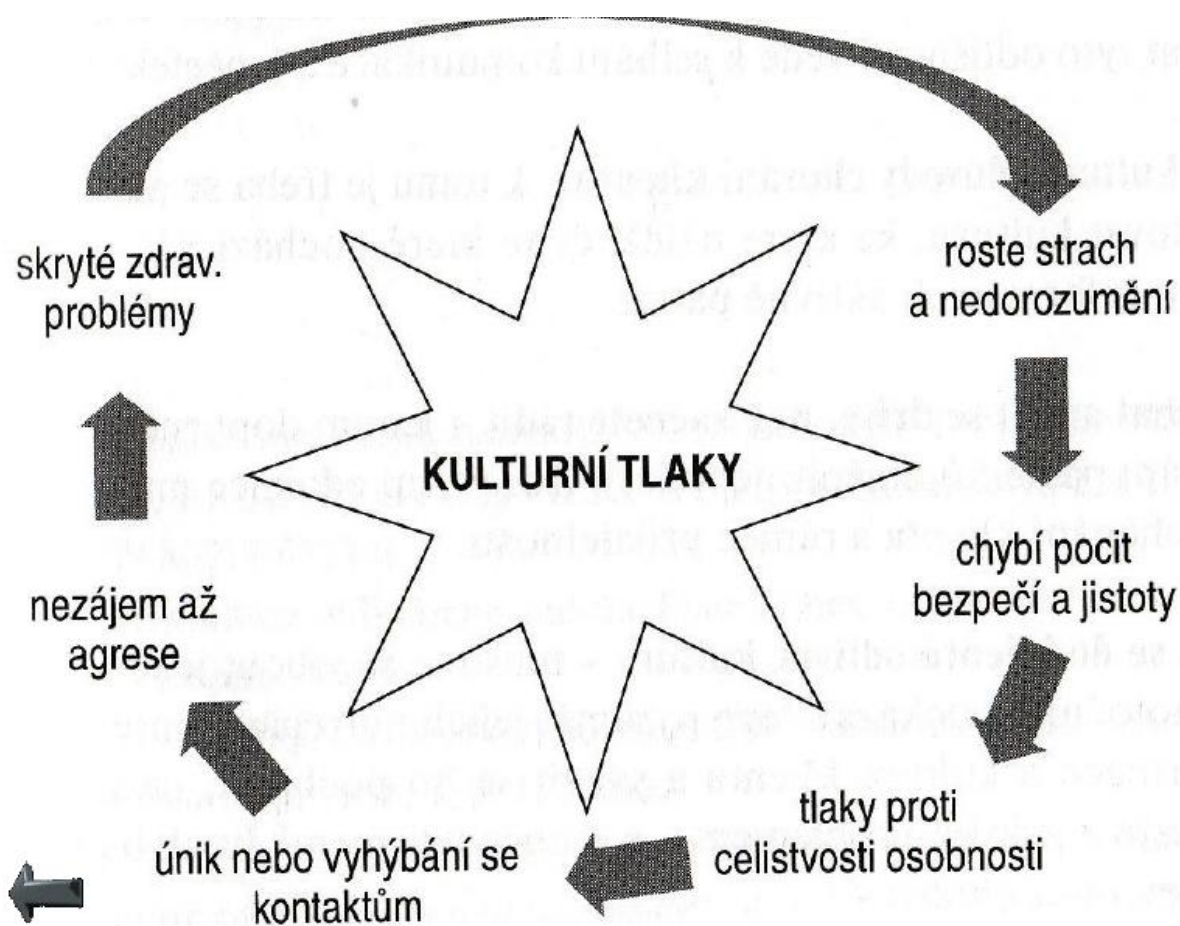 skryté zdrav.
problémy
roste strach
a nedorozumění
KULTURNÍ TLAKY
chybí pocit
bezpečí a jistoty
nezájem až
agrese
tlaky proti
celistvosti osobnosti
únik nebo vyhýbání se
kontaktům